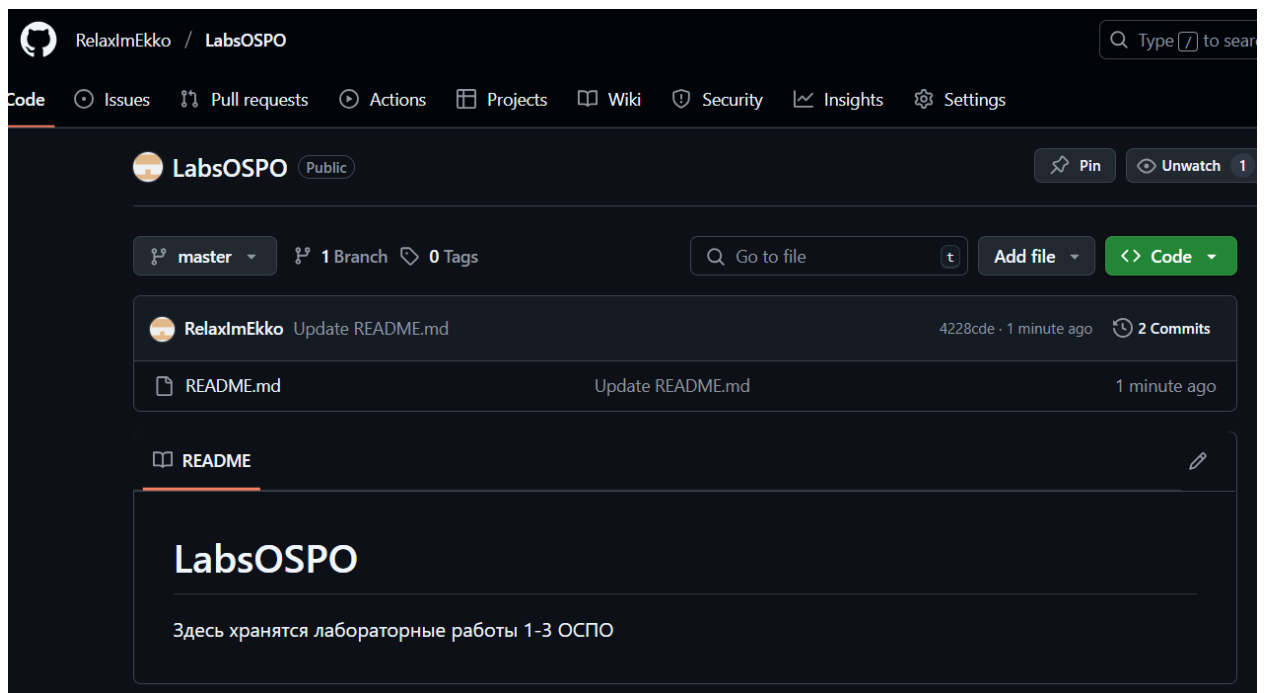 RelaxImEkko / LabsOSPO Type / to sear
Code Issues Pull requests Actions Projects Wiki Security Insights Settings
LabsOSPO Public Pin Unwatch 1
master 1 Branch 0 Tags Go to file t Add file Code
RelaxImEkko Update README.md 4228cde · 1 minute ago 2 Commits
README.md Update README.md 1 minute ago
README
LabsOSPO
Здесь хранятся лабораторные работы 1-3 ОСПО